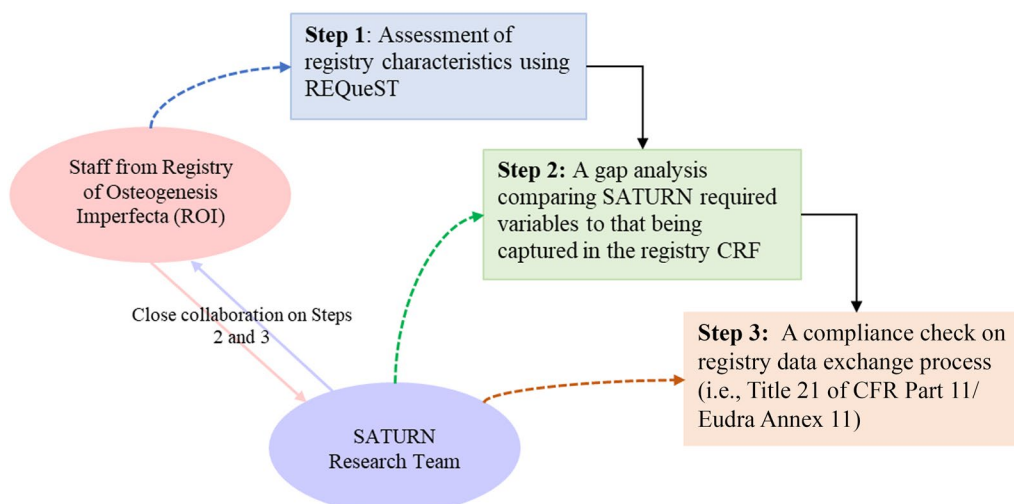 Step 1: Assessment of
registry characteristics using
REQueST
Staff from Registry
of Osteogenesis
Imperfecta (ROI)
Step 2: A gap analysis
comparing SATURN required
variables to that being
captured in the registry CRF
Close collaboration on Steps
2 and 3
Step 3: A compliance check on
registry data exchange process
(i.e., Title 21 of CFR Part 11/
Eudra Annex 11)
SATURN
Research Team